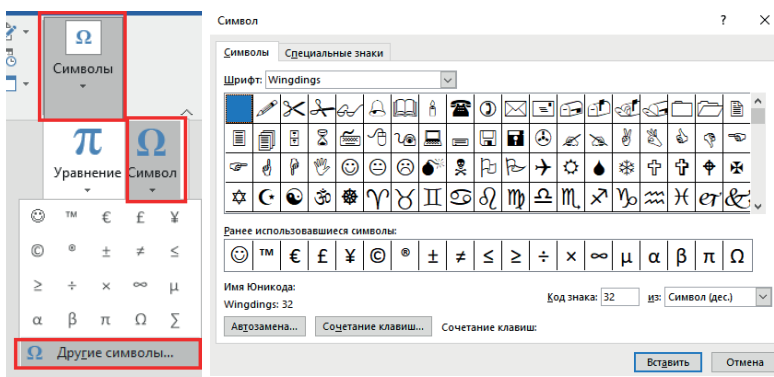 Ω
Символы
π Ω
Уравнение Символ
☺ ™ € £ ¥
© ® ± ≠ ≤
≥ ÷ × ∞ µ
α β π Ω ∑
Ω Другие символы...
Символ ? ×
Символы Специальные знаки
Шрифт: Wingdings
Ранее использовавшиеся символы:
☺ ™ € £ ¥ © ® ± ≠ ≤ ≥ ÷ × ∞ µ α β π Ω
Имя Юникода:
Wingdings: 32
Код знака: 32 из: Символ (дес.)
Автозамена... Сочетание клавиш... Сочетание клавиш:
Вставить Отмена